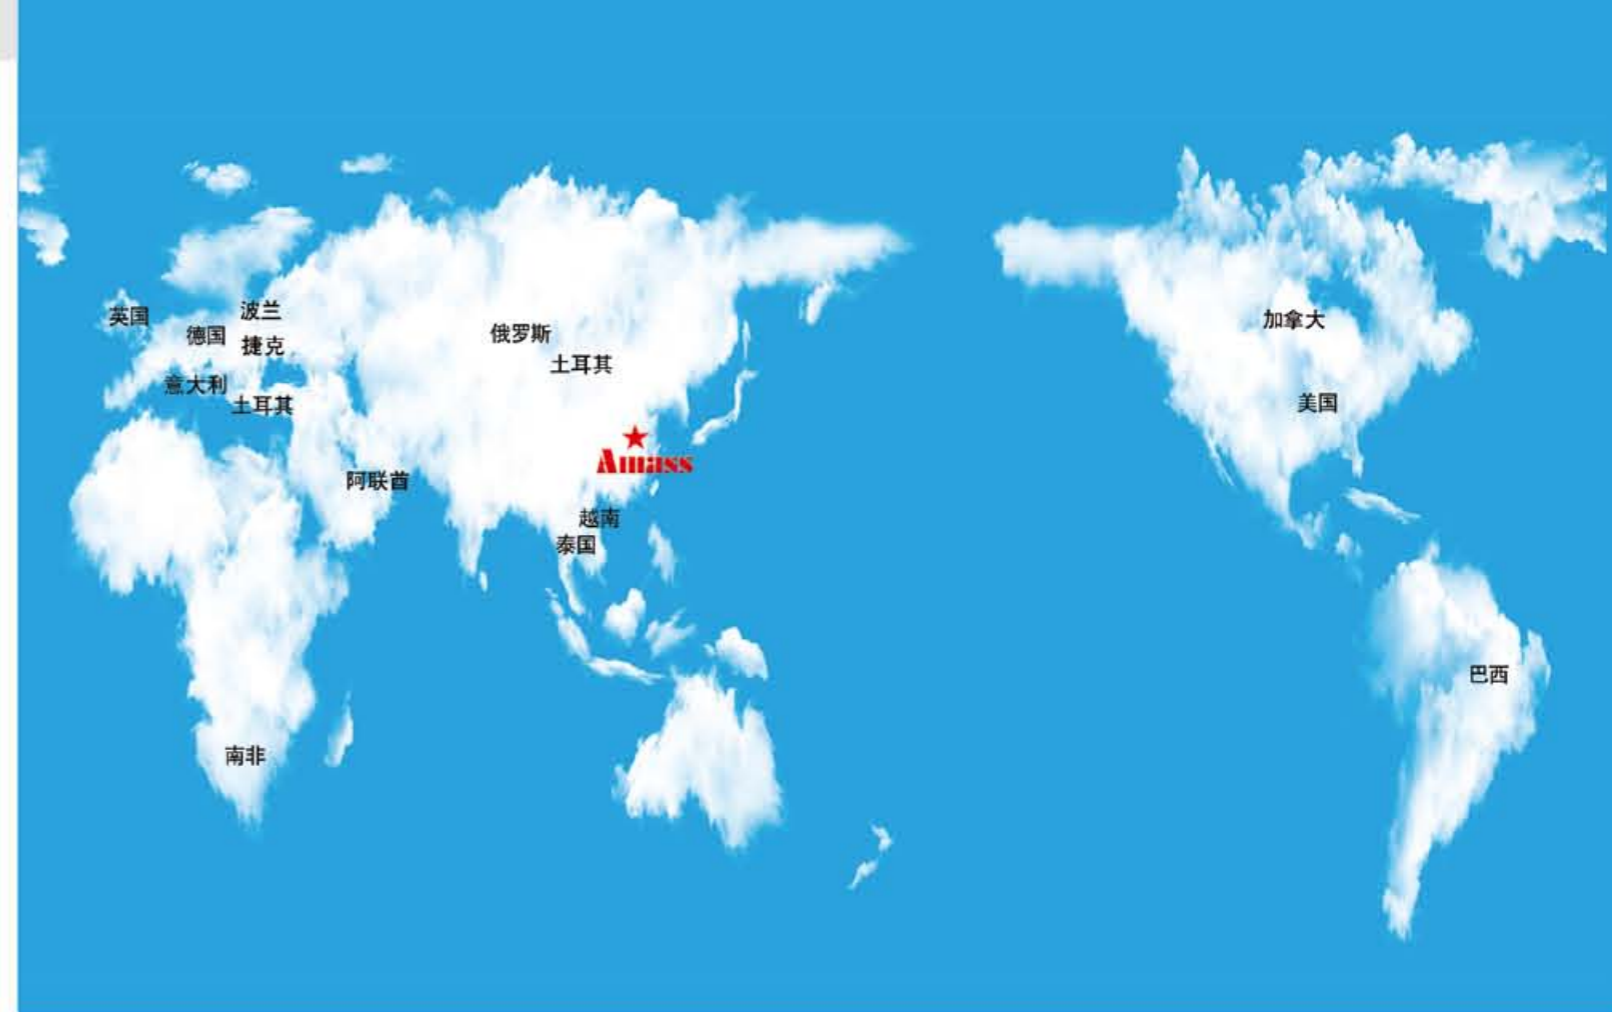 英国
波兰
德国
捷克
意大利
土耳其
俄罗斯
土耳其
Amass
阿联酋
越南
泰国
南非
加拿大
美国
巴西